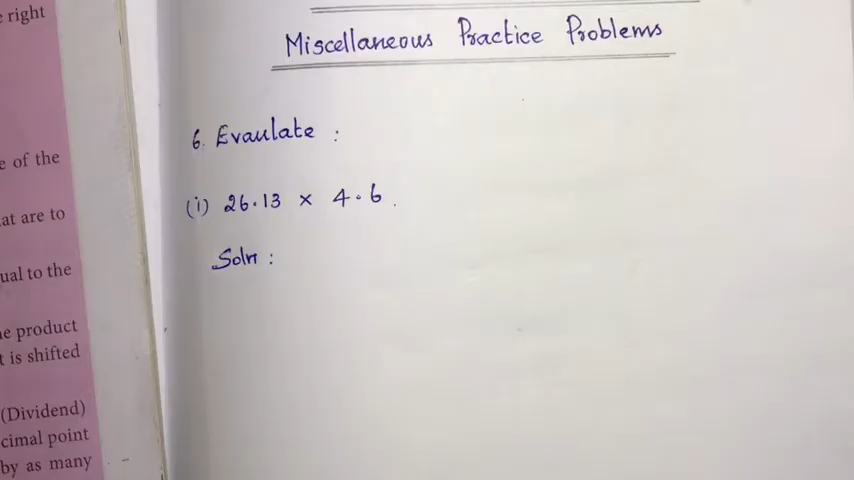 e right
e of the
at are to
ual to the
e product
t is shifted
(Dividend)
cimal point
by as many
Miscellaneous Practice Problems
6. Evaulate :
(i) 26.13 × 4.6.
Soln :